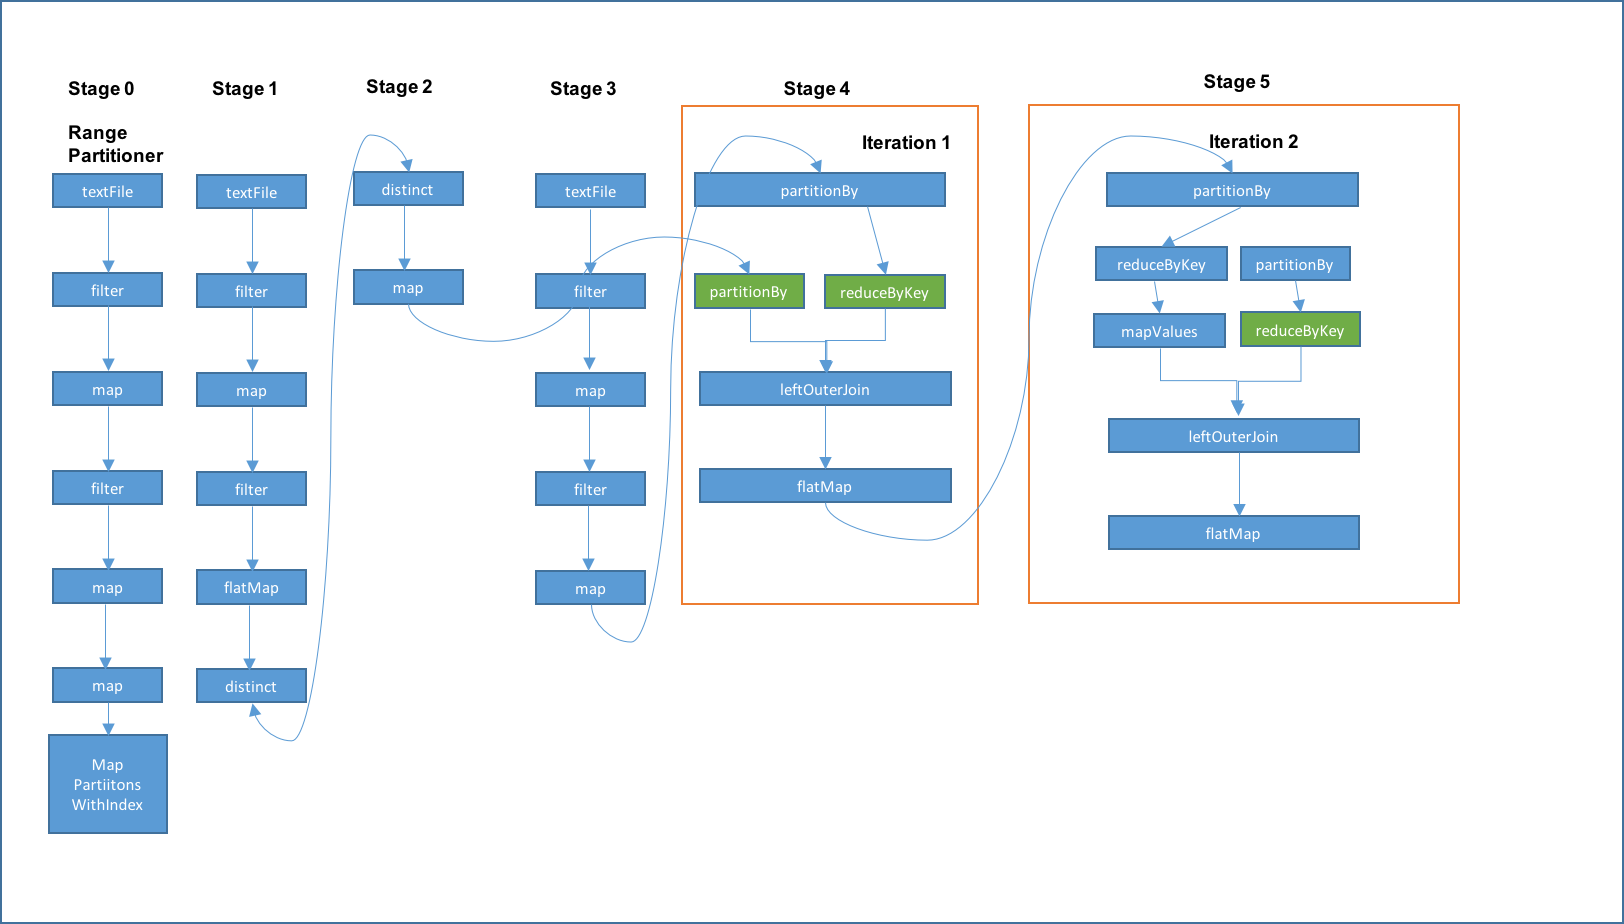 Stage 0
Range
Partitioner
textFile
filter
map
filter
map
map
Map
Partiitons
WithIndex
Stage 1
textFile
filter
map
filter
flatMap
distinct
Stage 2
distinct
map
Stage 3
textFile
filter
map
filter
map
Stage 4
Iteration 1
partitionBy
partitionBy
reduceByKey
leftOuterJoin
flatMap
Stage 5
Iteration 2
partitionBy
reduceByKey
partitionBy
mapValues
reduceByKey
leftOuterJoin
flatMap